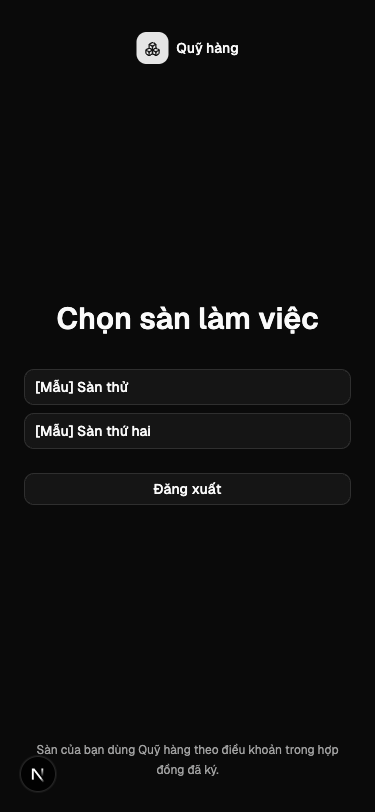 Quỹ hàng
Chọn sàn làm việc
[Mẫu] Sàn thử
[Mẫu] Sàn thứ hai
Đăng xuất
Sàn của bạn dùng Quỹ hàng theo điều khoản trong hợp
đồng đã ký.
N